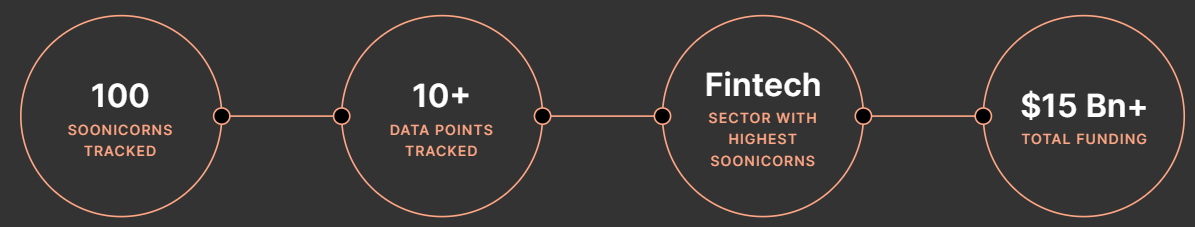 100
SOONICORNS
TRACKED
10+
DATA POINTS
TRACKED
Fintech
SECTOR WITH
HIGHEST
SOONICORNS
$15 Bn+
TOTAL FUNDING